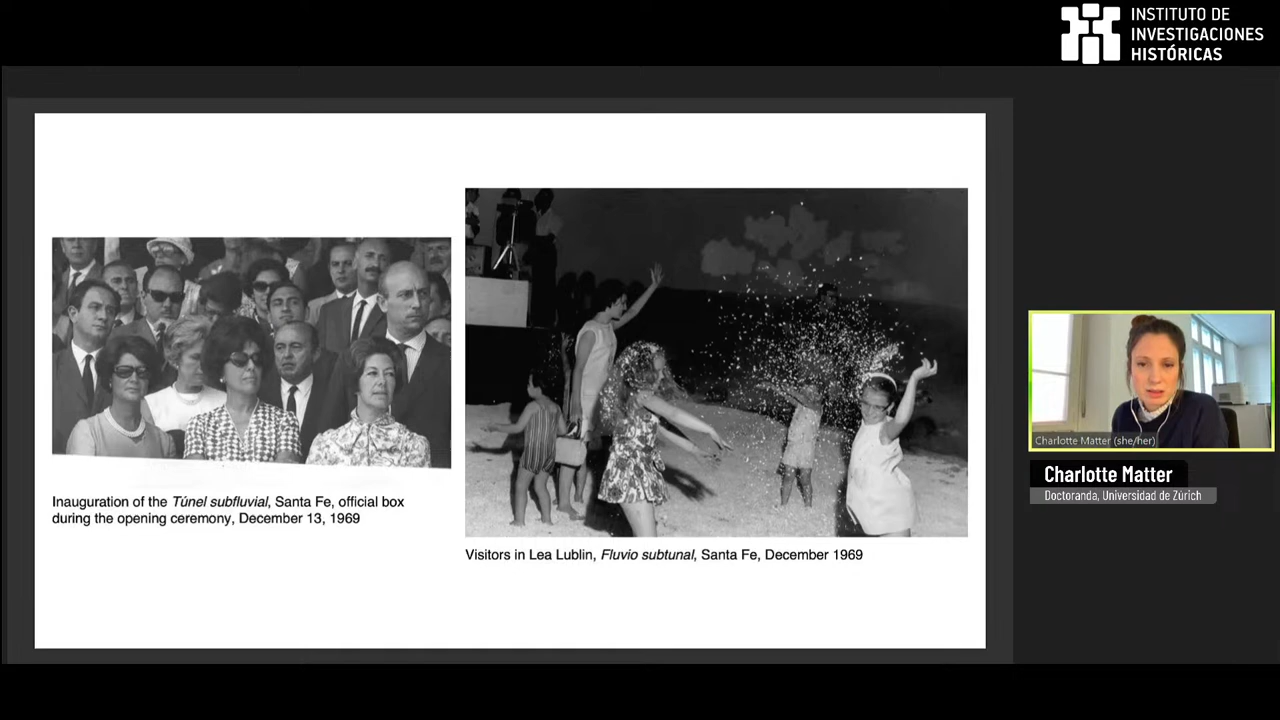 INSTITUTO DE
INVESTIGACIONES
HISTÓRICAS
Inauguration of the Túnel subfluvial, Santa Fe, official box
during the opening ceremony, December 13, 1969
Visitors in Lea Lublin, Fluvio subtunal, Santa Fe, December 1969
Charlotte Matter (she/her)
Charlotte Matter
Doctoranda, Universidad de Zúrich